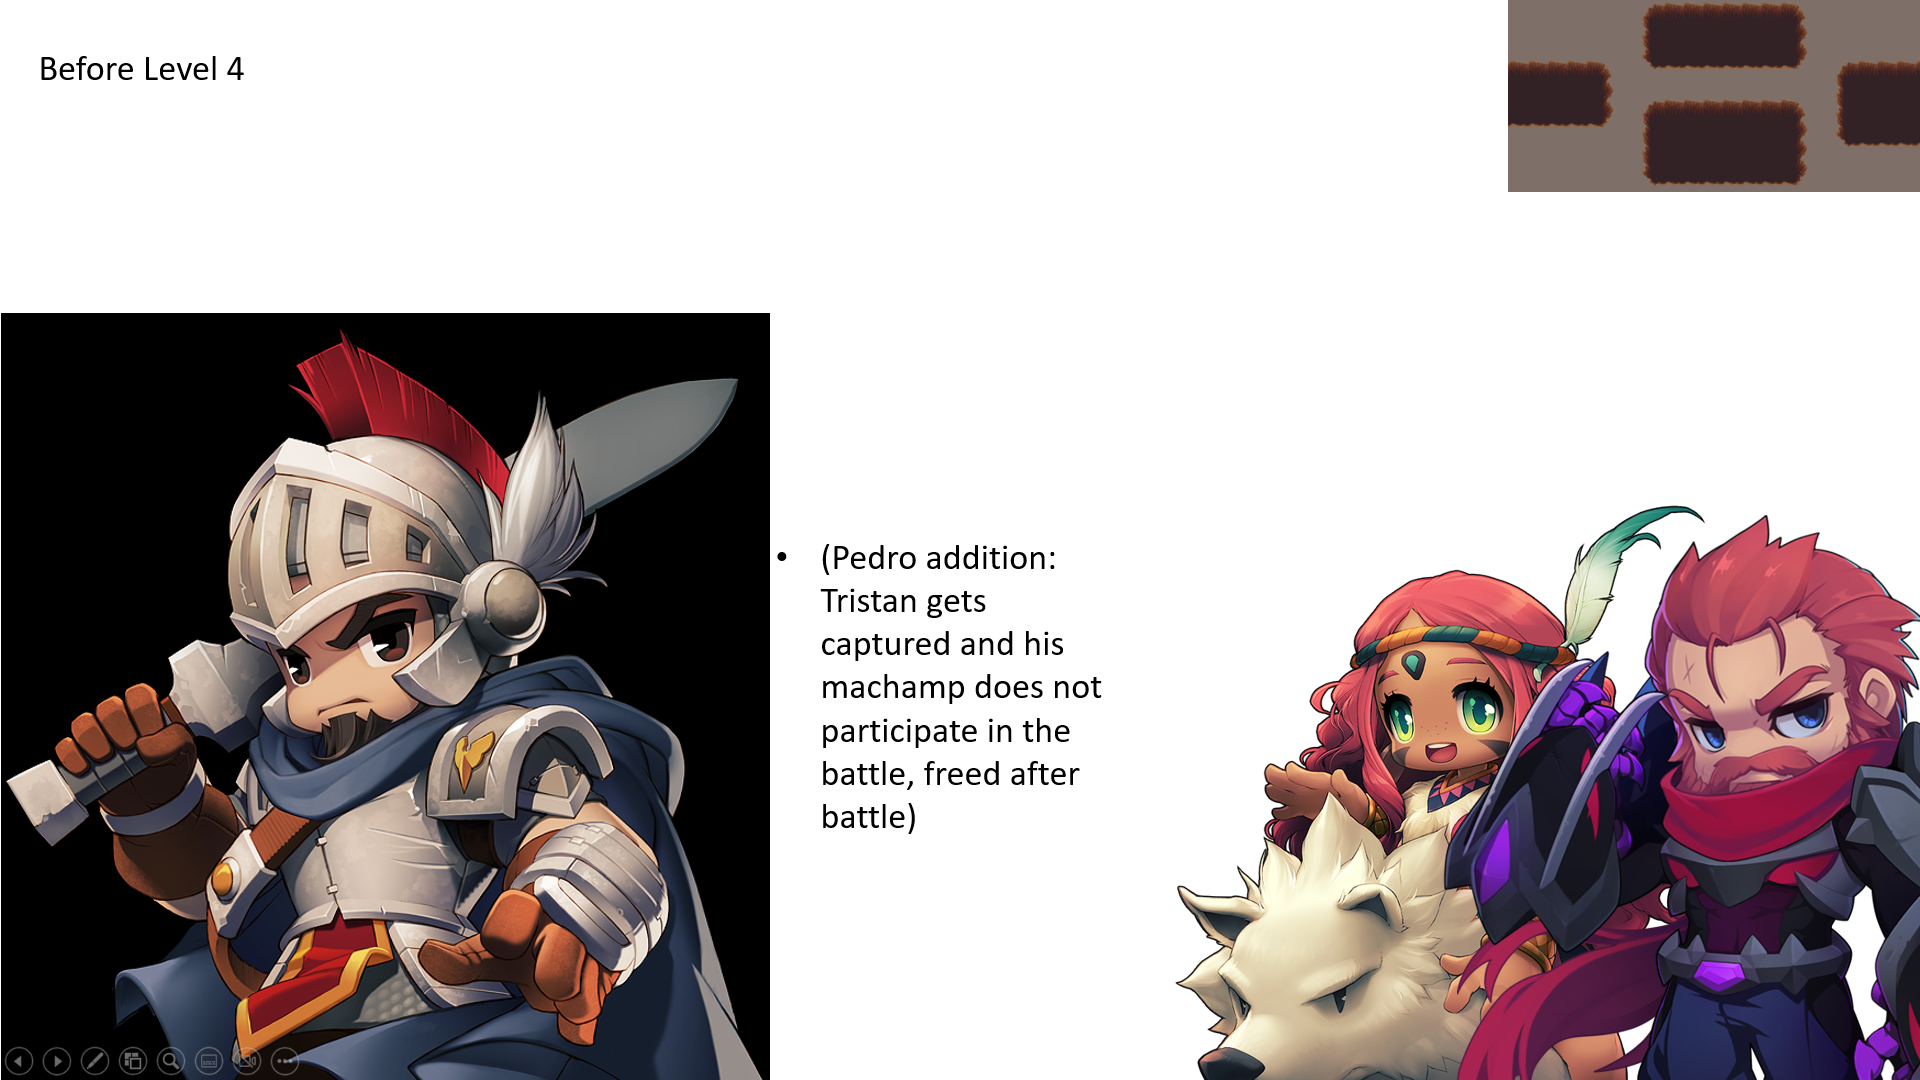 Before Level 4
• (Pedro addition:
Tristan gets
captured and his
machamp does not
participate in the
battle, freed after
battle)